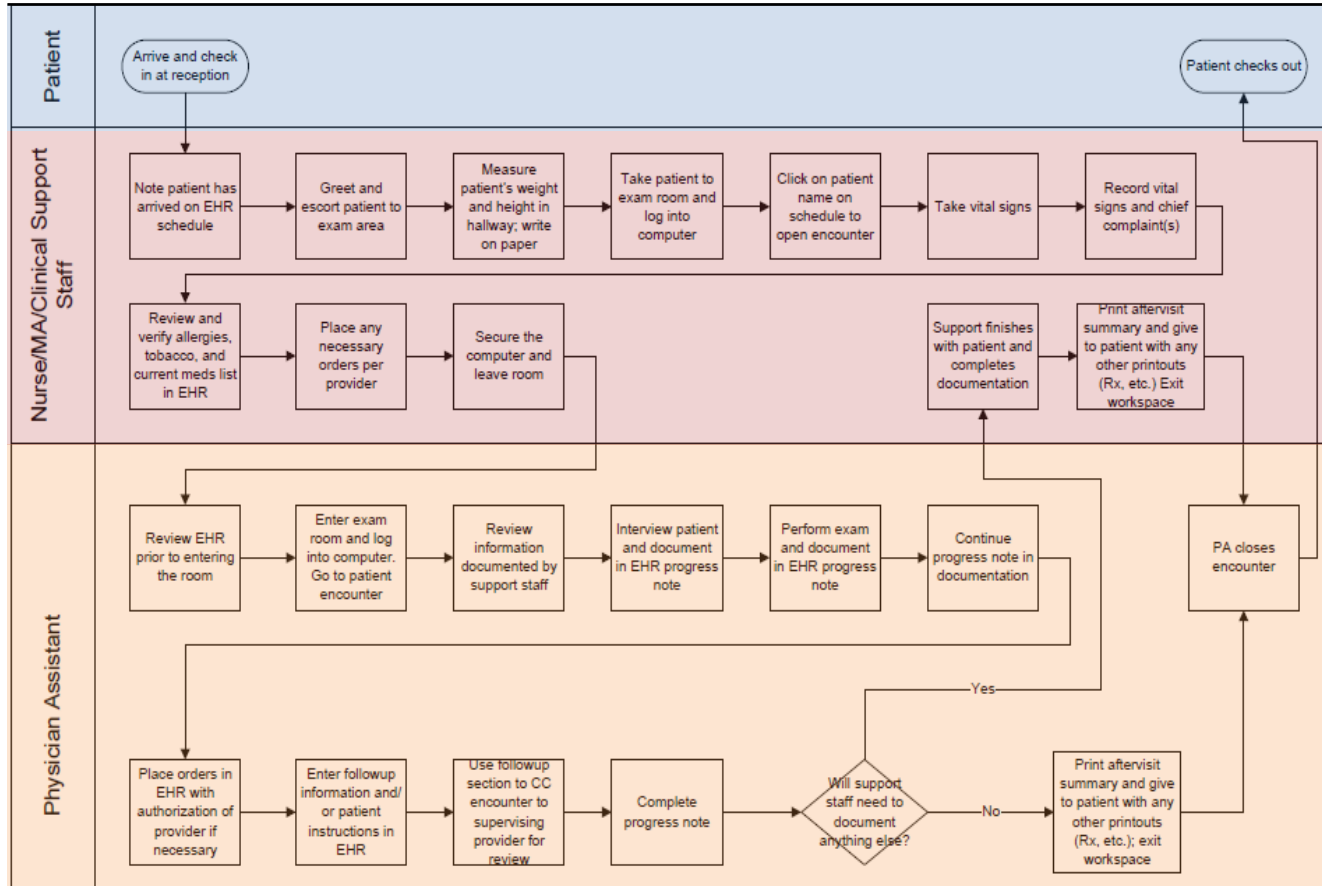 Patient
Arrive and check
in at reception
Patient checks out
Nurse/MA/Clinical Support
Staff
Note patient has
arrived on EHR
schedule
Greet and
escort patient to
exam area
Measure
patient's weight
and height in
hallway; write
on paper
Take patient to
exam room and
log into
computer
Click on patient
name on
schedule to
open encounter
Take vital signs
Record vital
signs and chief
complaint(s)
Review and
verify allergies,
tobacco, and
current meds list
in EHR
Place any
necessary
orders per
provider
Secure the
computer and
leave room
Support finishes
with patient and
completes
documentation
Print aftervisit
summary and give
to patient with any
other printouts
(Rx, etc.) Exit
workspace
Physician Assistant
Review EHR
prior to entering
the room
Enter exam
room and log
into computer.
Go to patient
encounter
Review
information
documented by
support staff
Interview patient
and document
in EHR progress
note
Perform exam
and document
in EHR progress
note
Continue
progress note in
documentation
PA closes
encounter
Place orders in
EHR with
authorization of
provider if
necessary
Enter followup
information and/
or patient
instructions in
EHR
Use followup
section to CC
encounter to
supervising
provider for
review
Complete
progress note
Will support
staff need to
document
anything else?
Yes
No
Print aftervisit
summary and give
to patient with any
other printouts
(Rx, etc.); exit
workspace